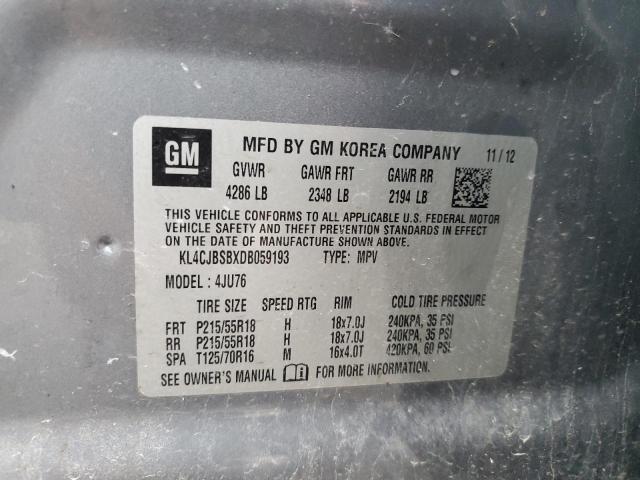 GM
MFD BY GM KOREA COMPANY 11/12
GVWR GAWR FRT GAWR RR
4286 LB 2348 LB 2194 LB
THIS VEHICLE CONFORMS TO ALL APPLICABLE U.S. FEDERAL MOTOR
VEHICLE SAFETY AND THEFT PREVENTION STANDARDS IN EFFECT
ON THE DATE OF MANUFACTURE SHOWN ABOVE.
KL4CJBSBXDB059193 TYPE: MPV
MODEL: 4JU76
TIRE SIZE SPEED RTG RIM COLD TIRE PRESSURE
FRT P215/55R18 H 18x7.0J 240KPA, 35 PSI
RR P215/55R18 H 18x7.0J 240KPA, 35 PSI
SPA T125/70R16 M 16x4.0T 420KPA, 60 PSI
SEE OWNER'S MANUAL FOR MORE INFORMATION.